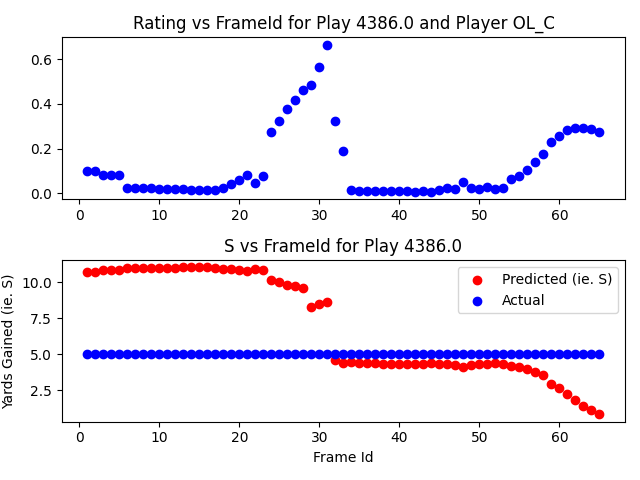 Rating vs FrameId for Play 4386.0 and Player OL_C
0.6
0.4
0.2
0.0
0 10 20 30 40 50 60
S vs FrameId for Play 4386.0
Yards Gained (ie. S)
10.0
7.5
5.0
2.5
Predicted (ie. S)
Actual
0 10 20 30 40 50 60
Frame Id